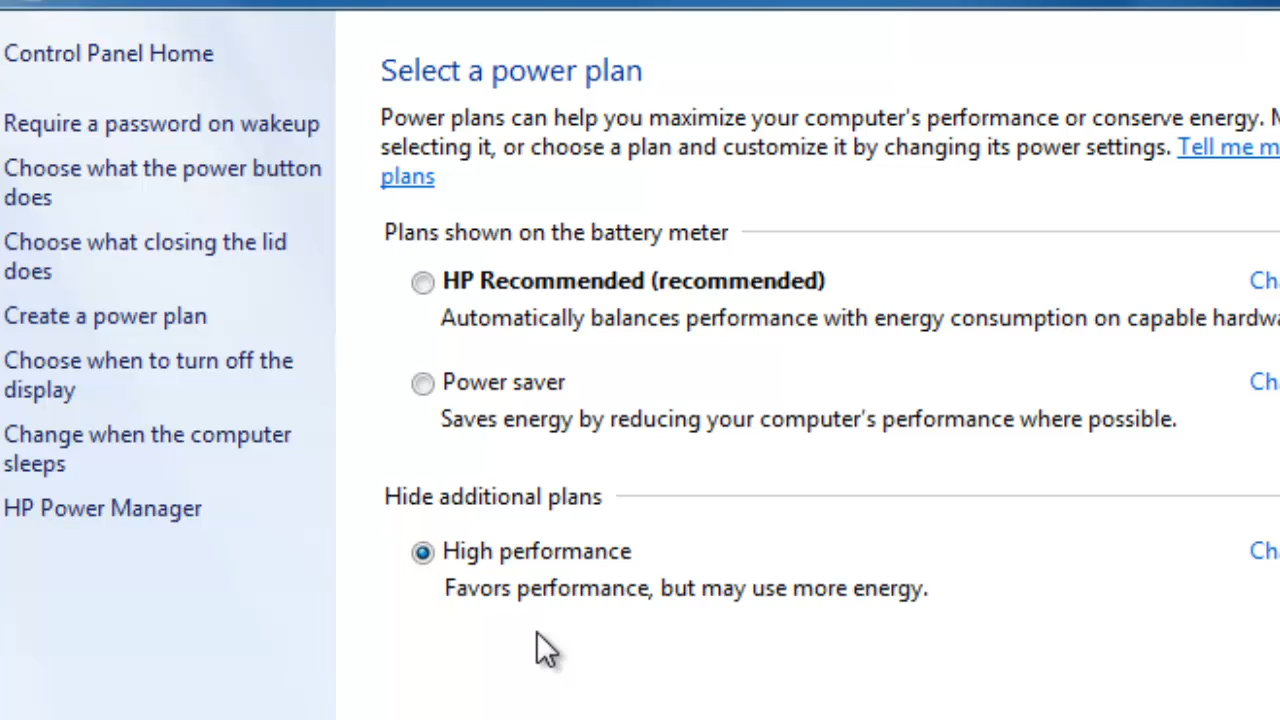 Control Panel Home
Require a password on wakeup
Choose what the power button
does
Choose what closing the lid
does
Create a power plan
Choose when to turn off the
display
Change when the computer
sleeps
HP Power Manager
Select a power plan
Power plans can help you maximize your computer's performance or conserve energy.
selecting it, or choose a plan and customize it by changing its power settings. Tell me
plans
Plans shown on the battery meter
HP Recommended (recommended)
Automatically balances performance with energy consumption on capable
Power saver
Saves energy by reducing your computer's performance where possible.
Hide additional plans
High performance
Favors performance, but may use more energy.